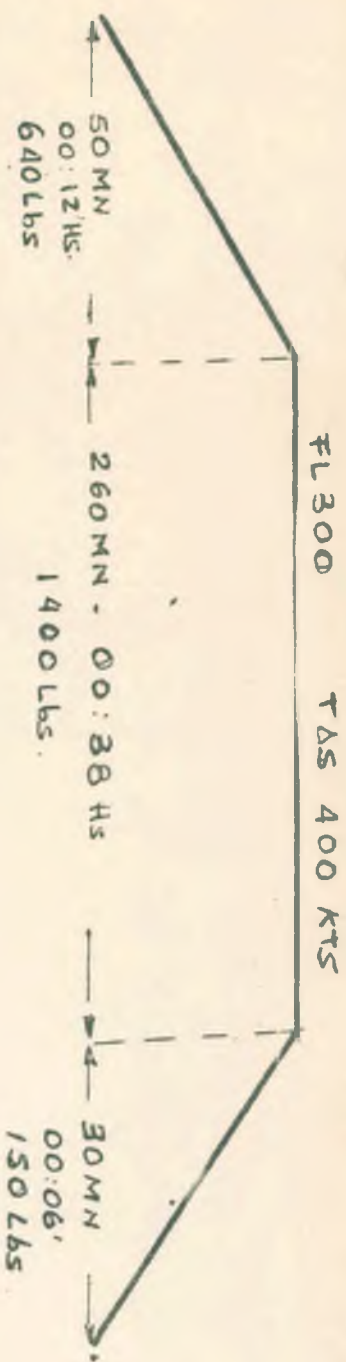 FL 300 TAS 400 KTS
50 MN
00:12' HS.
640 Lbs
260 MN - 00:38 Hs
1400 Lbs.
30 MN
00:06'
150 Lbs